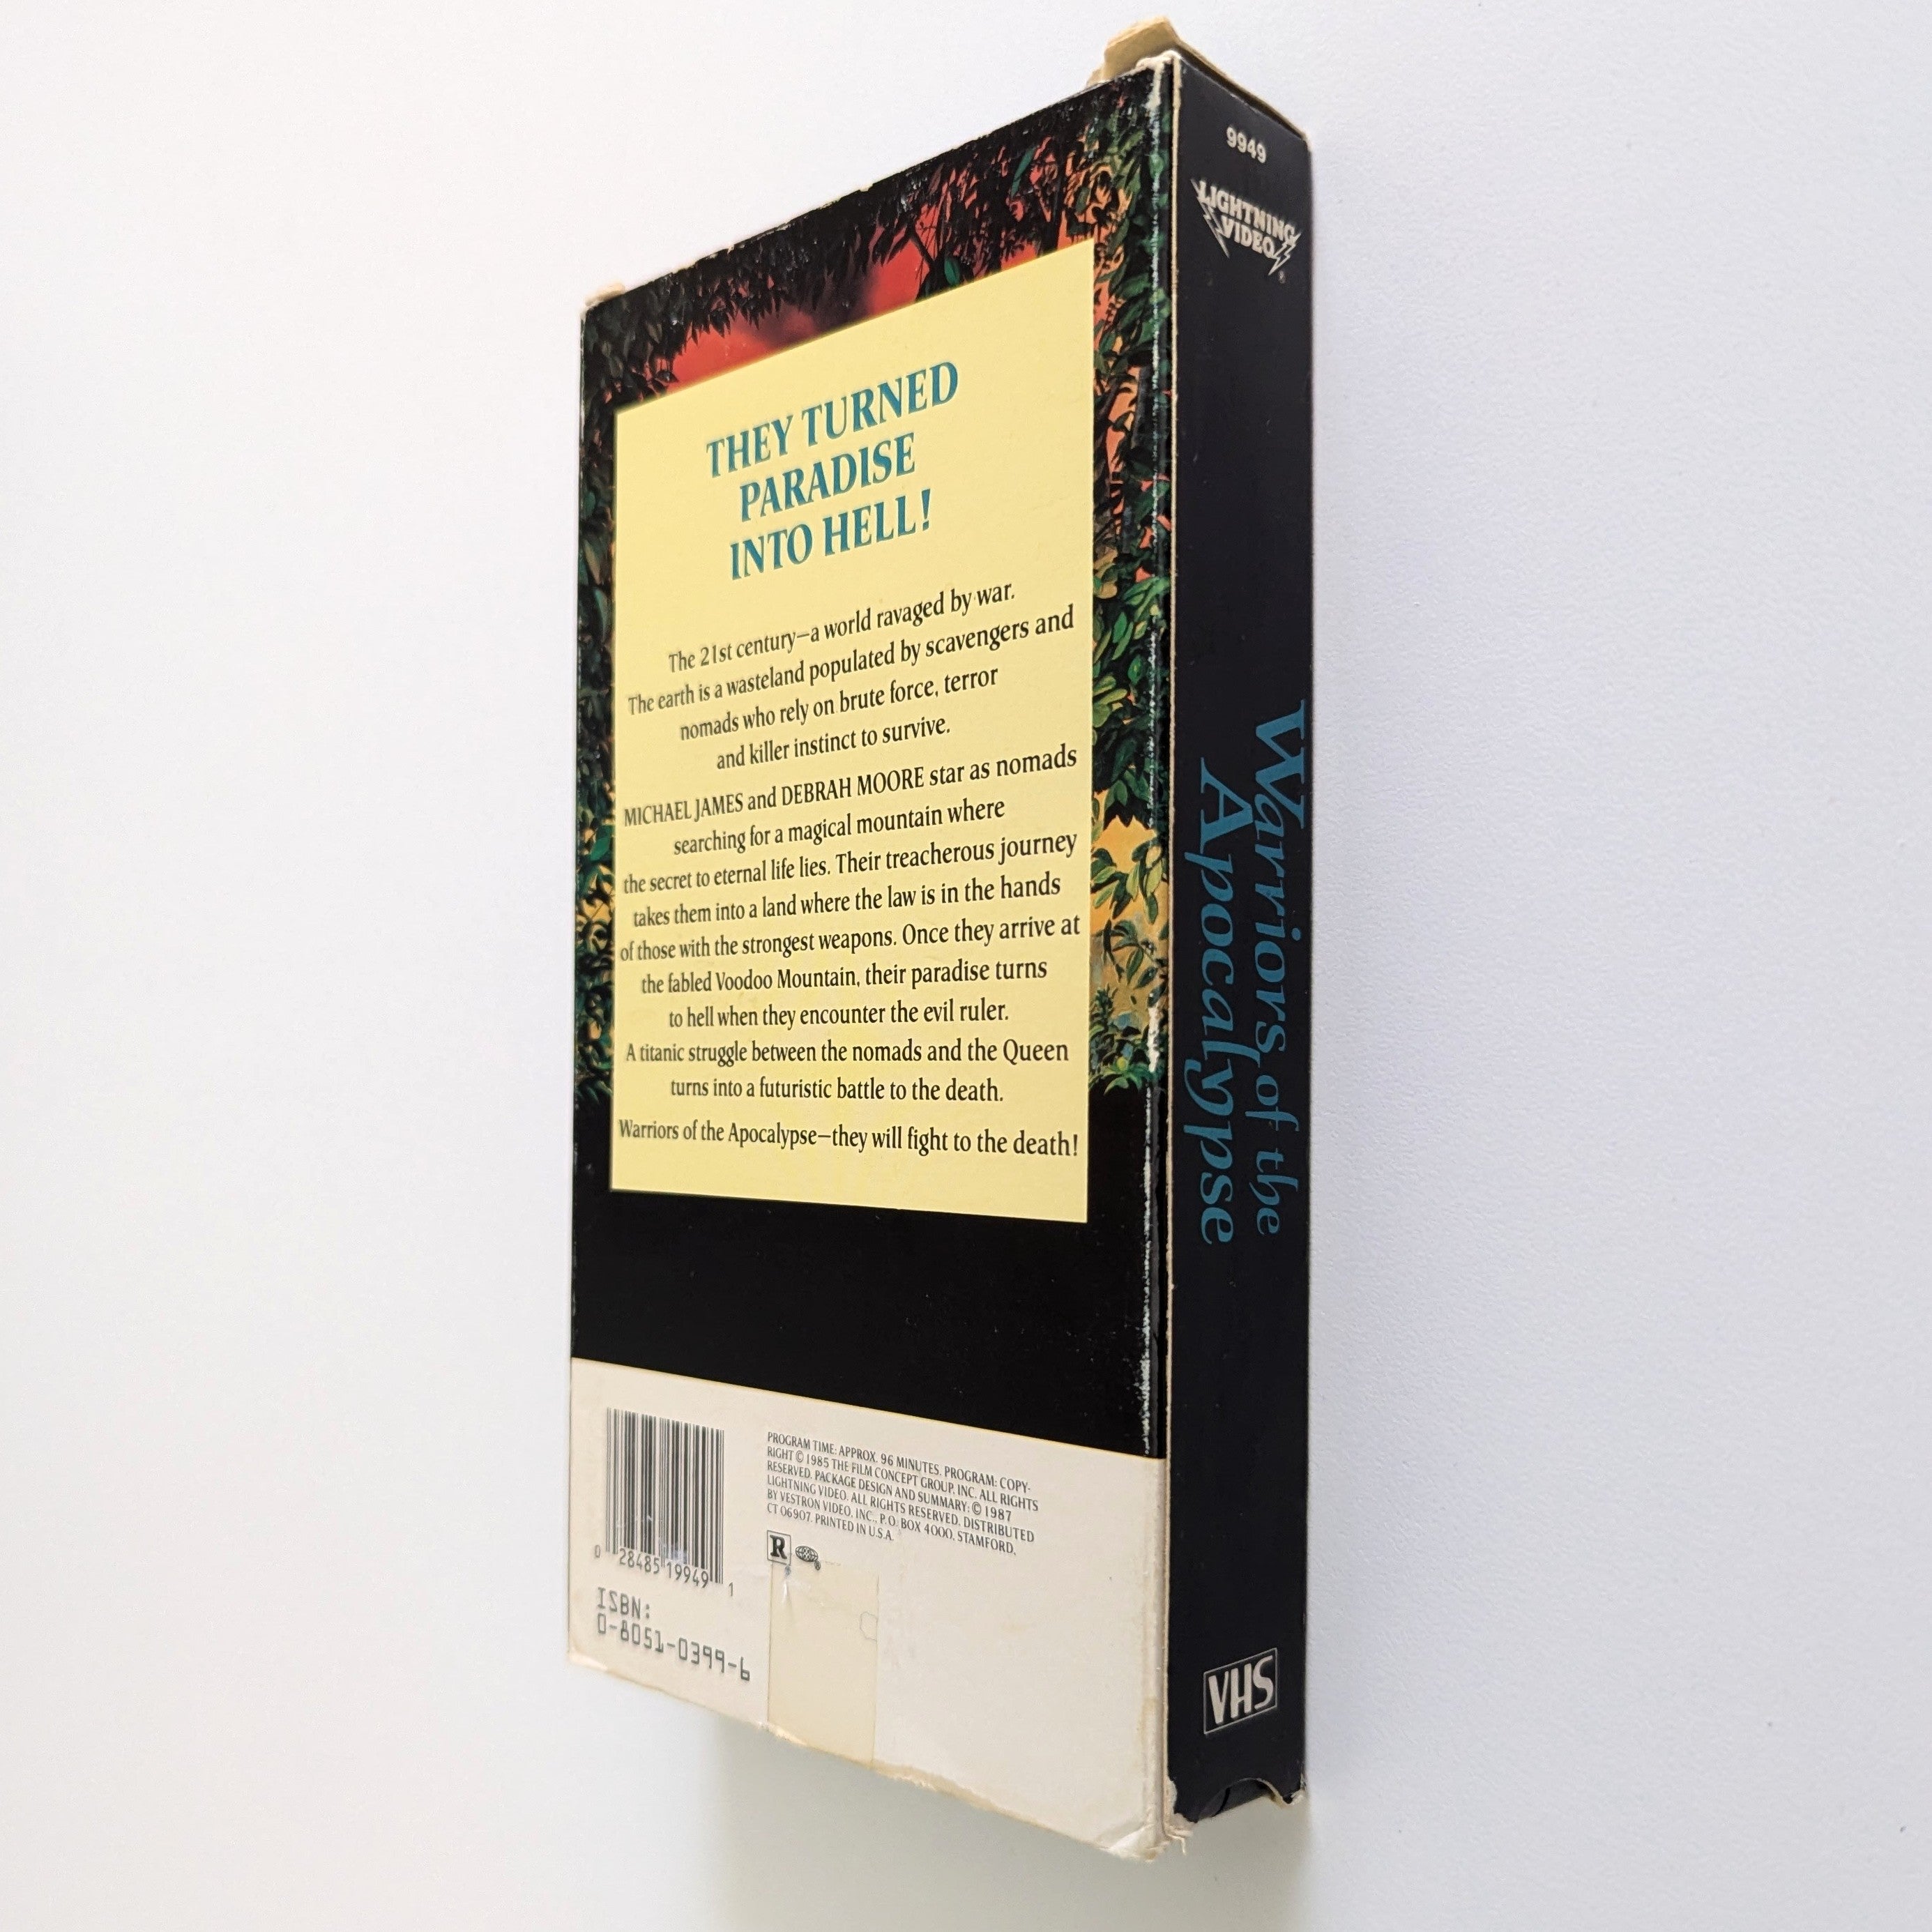 THEY TURNED
PARADISE
INTO HELL!
The 21st century—a world ravaged by war.
The earth is a wasteland populated by scavengers and
nomads who rely on brute force, terror
and killer instinct to survive.
MICHAEL JAMES and DEBRAH MOORE star as nomads
searching for a magical mountain where
the secret to eternal life lies. Their treacherous journey
takes them into a land where the law is in the hands
of those with the strongest weapons. Once they arrive at
the fabled Voodoo Mountain, their paradise turns
to hell when they encounter the evil ruler.
A titanic struggle between the nomads and the Queen
turns into a futuristic battle to the death.
Warriors of the Apocalypse—they will fight to the death!
PROGRAM TIME: APPROX. 96 MINUTES. PROGRAM: COPY-
RIGHT © 1985 THE FILM CONCEPT GROUP, INC. ALL RIGHTS
RESERVED. PACKAGE DESIGN AND SUMMARY: © 1987
LIGHTNING VIDEO. ALL RIGHTS RESERVED. DISTRIBUTED
BY VESTRON VIDEO, INC., P.O. BOX 4000, STAMFORD,
CT 06907. PRINTED IN U.S.A.
R
0 28485 19949 1
ISBN:
0-8051-0399-6
9949
LIGHTNING
VIDEO®
Warriors of the
Apocalypse
VHS